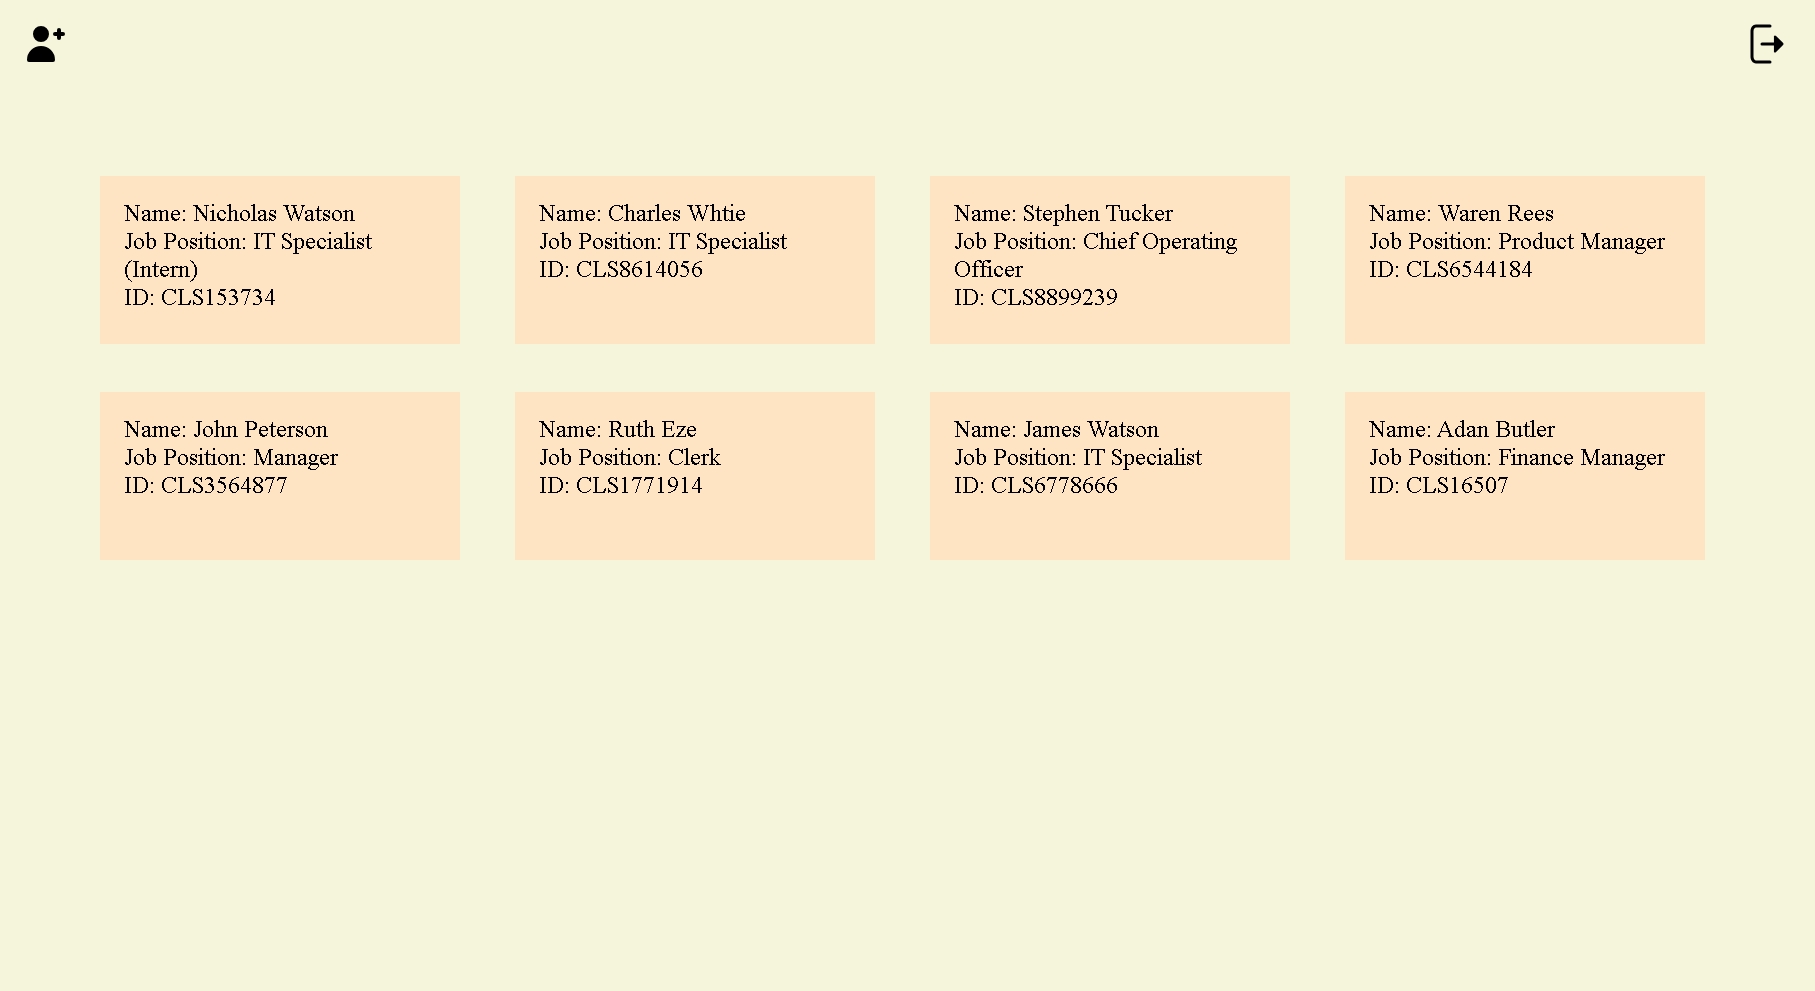 Name: Nicholas Watson
Job Position: IT Specialist
(Intern)
ID: CLS153734
Name: Charles Whtie
Job Position: IT Specialist
ID: CLS8614056
Name: Stephen Tucker
Job Position: Chief Operating
Officer
ID: CLS8899239
Name: Waren Rees
Job Position: Product Manager
ID: CLS6544184
Name: John Peterson
Job Position: Manager
ID: CLS3564877
Name: Ruth Eze
Job Position: Clerk
ID: CLS1771914
Name: James Watson
Job Position: IT Specialist
ID: CLS6778666
Name: Adan Butler
Job Position: Finance Manager
ID: CLS16507